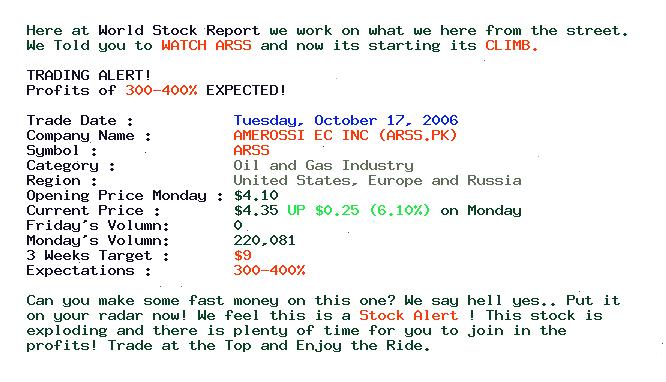 Here at World Stock Report we work on what we here from the street.
We Told you to WATCH ARSS and now its starting its CLIMB.
TRADING ALERT!
Profits of 300-400% EXPECTED!
Trade Date : Tuesday, October 17, 2006
Company Name : AMEROSSI EC INC (ARSS.PK)
Symbol : ARSS
Category : Oil and Gas Industry
Region : United States, Europe and Russia
Opening Price Monday : $4.10
Current Price : $4.35 UP $0.25 (6.10%) on Monday
Friday's Volumn: 0
Monday's Volumn: 220,081
3 Weeks Target : $9
Expectations : 300-400%
Can you make some fast money on this one? We say hell yes.. Put it
on your radar now! We feel this is a Stock Alert ! This stock is
exploding and there is plenty of time for you to join in the
profits! Trade at the Top and Enjoy the Ride.